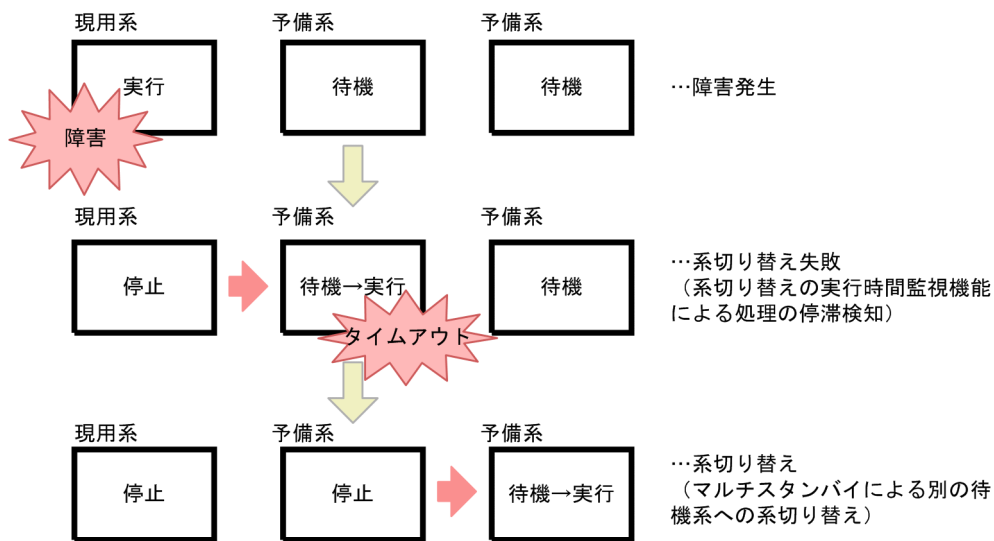 現用系
予備系
予備系
実行
待機
待機
…障害発生
障害
現用系
予備系
予備系
停止
待機→実行
待機
…系切り替え失敗
（系切り替えの実行時間監視機能
による処理の停滞検知）
タイムアウト
現用系
予備系
予備系
停止
停止
待機→実行
…系切り替え
（マルチスタンバイによる別の待
機系への系切り替え）